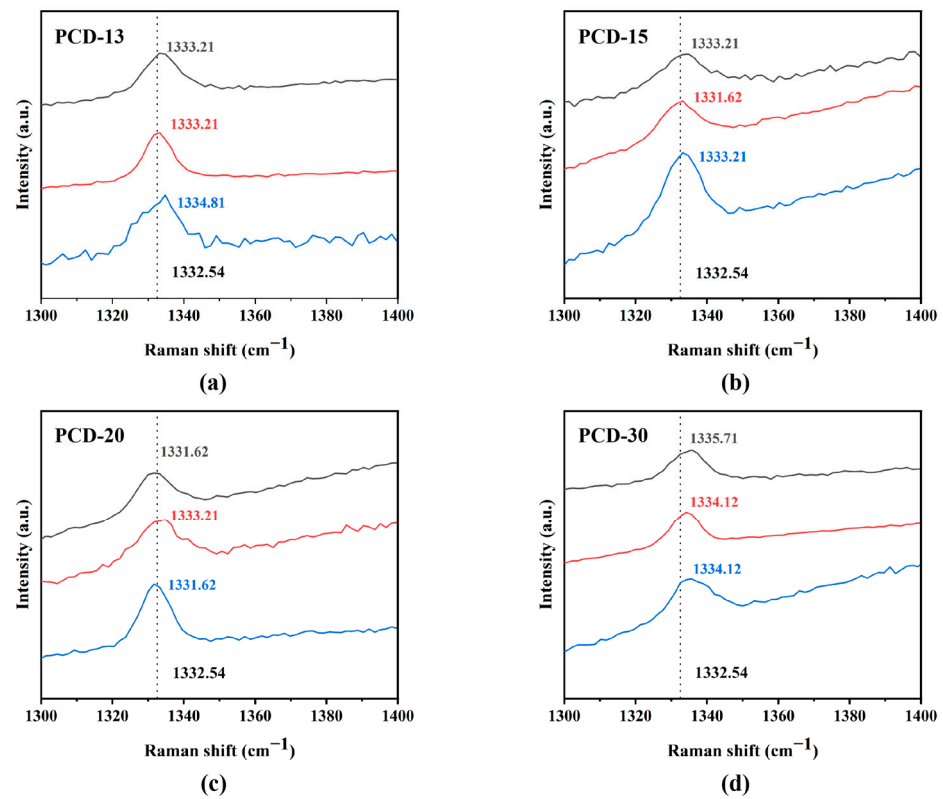 PCD-13
1333.21
1333.21
1334.81
1332.54
Intensity (a.u.)
1300 1320 1340 1360 1380 1400
Raman shift (cm⁻¹)
(a)
PCD-15
1333.21
1331.62
1333.21
1332.54
Intensity (a.u.)
1300 1320 1340 1360 1380 1400
Raman shift (cm⁻¹)
(b)
PCD-20
1331.62
1333.21
1331.62
1332.54
Intensity (a.u.)
1300 1320 1340 1360 1380 1400
Raman shift (cm⁻¹)
(c)
PCD-30
1335.71
1334.12
1334.12
1332.54
Intensity (a.u.)
1300 1320 1340 1360 1380 1400
Raman shift (cm⁻¹)
(d)